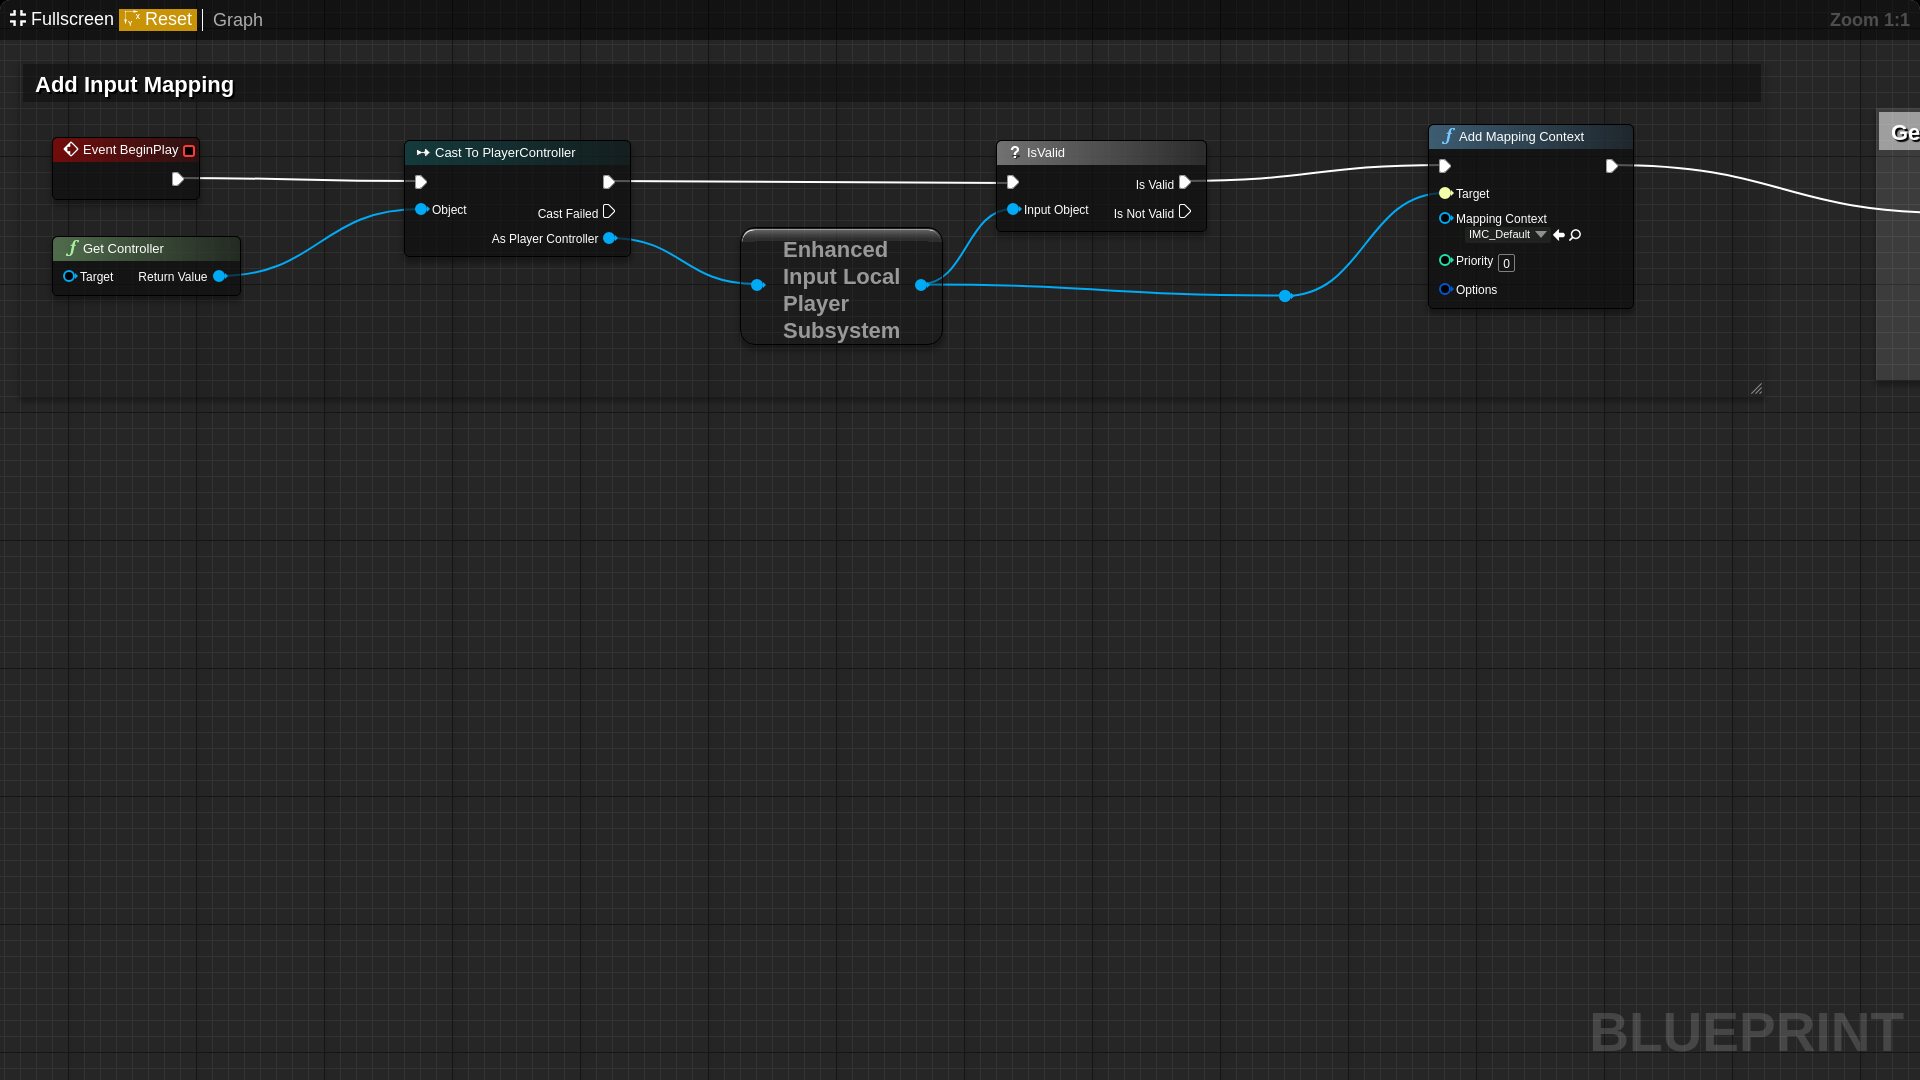 Fullscreen Reset Graph Zoom 1:1
Add Input Mapping
Ge
Event BeginPlay
Cast To PlayerController
Object
Cast Failed
As Player Controller
Get Controller
Target Return Value
Enhanced
Input Local
Player
Subsystem
? IsValid
Is Valid
Input Object Is Not Valid
f Add Mapping Context
Target
Mapping Context
IMC_Default
Priority 0
Options
BLUEPRINT